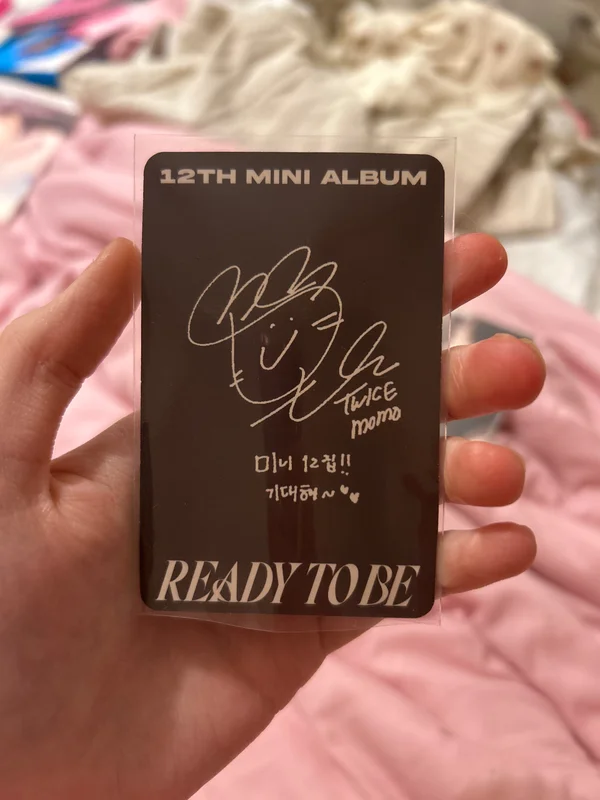 12TH MINI ALBUM
TWICE
MOMO
미니 12집!!
기대해~
READY TO BE